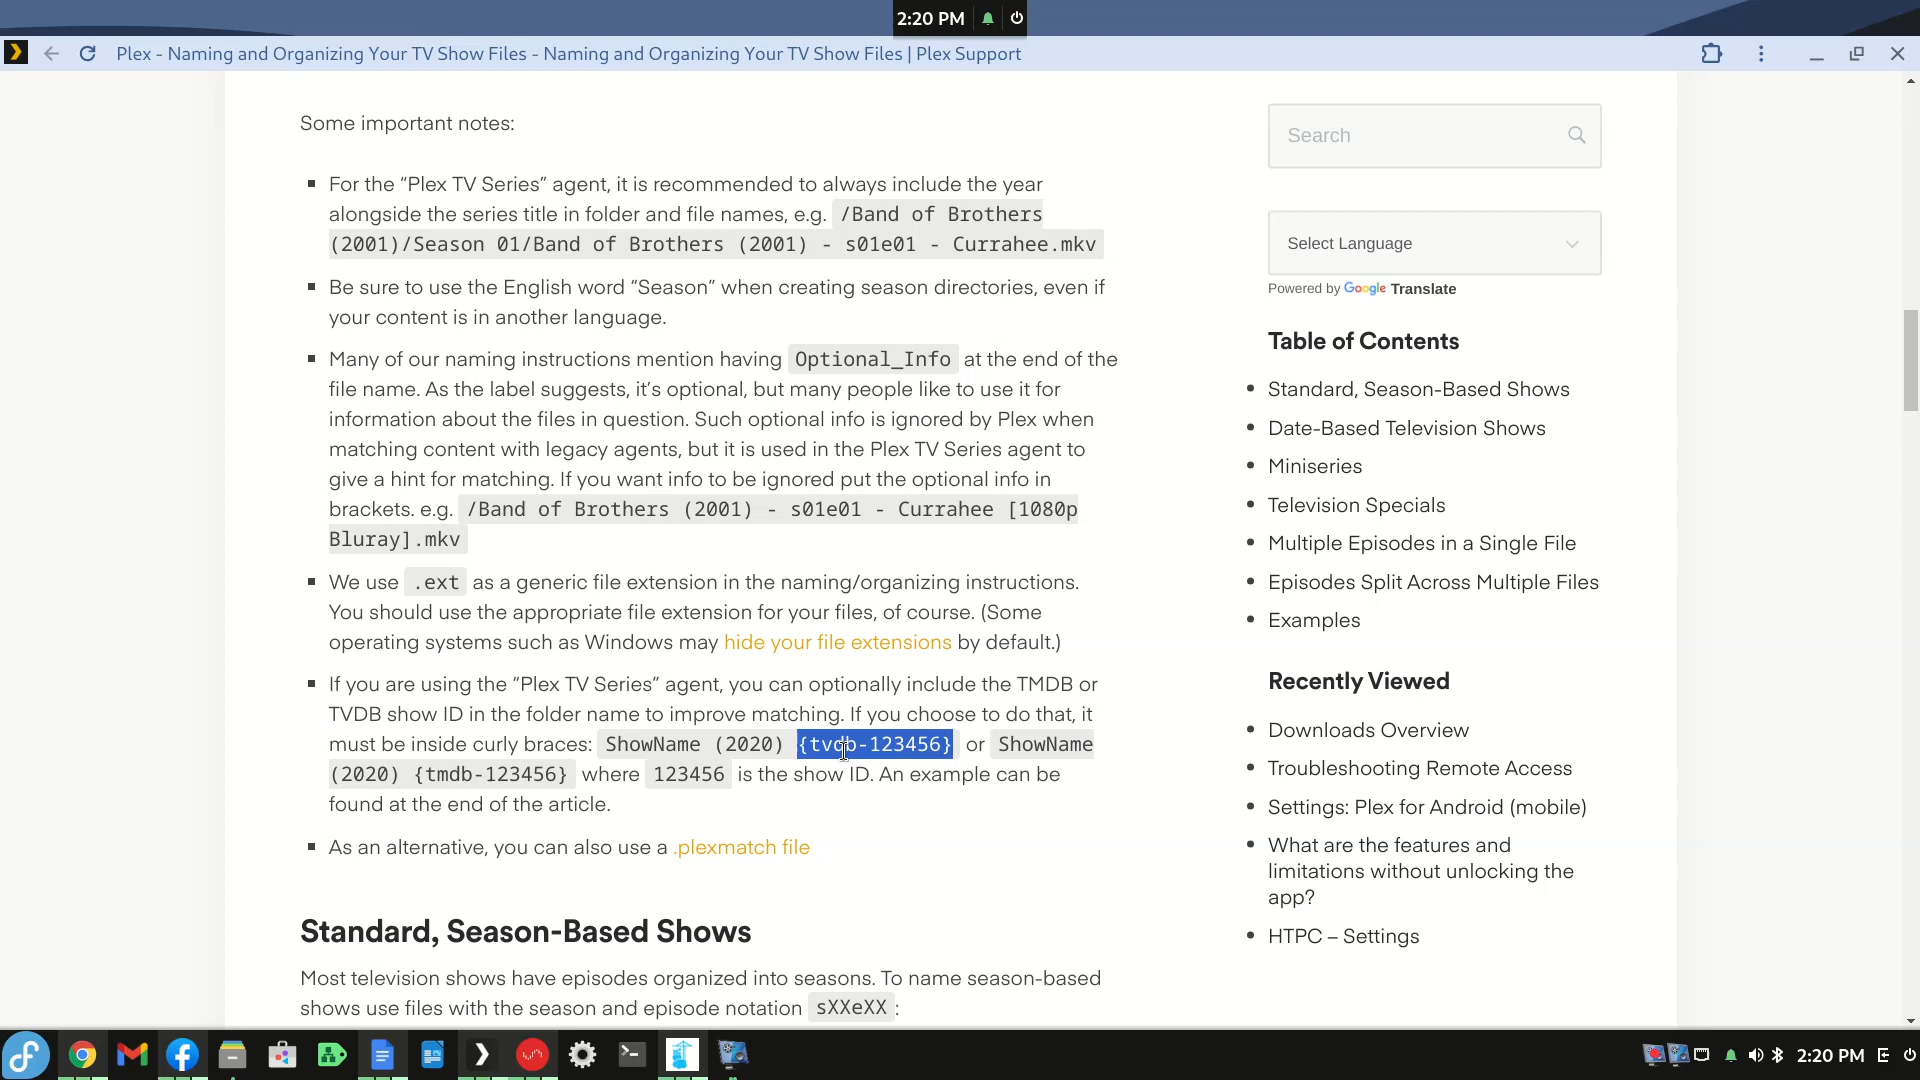 2:20 PM
Plex - Naming and Organizing Your TV Show Files - Naming and Organizing Your TV Show Files | Plex Support
Some important notes:
For the “Plex TV Series” agent, it is recommended to always include the year
alongside the series title in folder and file names, e.g. /Band of Brothers
(2001)/Season 01/Band of Brothers (2001) - s01e01 - Currahee.mkv
Be sure to use the English word “Season” when creating season directories, even if
your content is in another language.
Many of our naming instructions mention having Optional_Info at the end of the
file name. As the label suggests, it’s optional, but many people like to use it for
information about the files in question. Such optional info is ignored by Plex when
matching content with legacy agents, but it is used in the Plex TV Series agent to
give a hint for matching. If you want info to be ignored put the optional info in
brackets. e.g. /Band of Brothers (2001) - s01e01 - Currahee [1080p
Bluray].mkv
We use .ext as a generic file extension in the naming/organizing instructions.
You should use the appropriate file extension for your files, of course. (Some
operating systems such as Windows may hide your file extensions by default.)
If you are using the “Plex TV Series” agent, you can optionally include the TMDB or
TVDB show ID in the folder name to improve matching. If you choose to do that, it
must be inside curly braces: ShowName (2020) {tvdb-123456} or ShowName
(2020) {tmdb-123456} where 123456 is the show ID. An example can be
found at the end of the article.
As an alternative, you can also use a .plexmatch file
Standard, Season-Based Shows
Most television shows have episodes organized into seasons. To name season-based
shows use files with the season and episode notation sXXeXX :
Search
Select Language
Powered by Google Translate
Table of Contents
Standard, Season-Based Shows
Date-Based Television Shows
Miniseries
Television Specials
Multiple Episodes in a Single File
Episodes Split Across Multiple Files
Examples
Recently Viewed
Downloads Overview
Troubleshooting Remote Access
Settings: Plex for Android (mobile)
What are the features and
limitations without unlocking the
app?
HTPC – Settings
2:20 PM